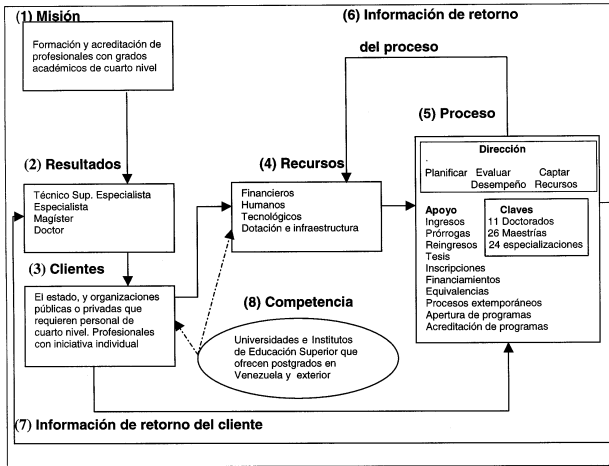 (1) Misión
Formación y acreditación de
profesionales con grados
académicos de cuarto nivel
(2) Resultados
Técnico Sup. Especialista
Especialista
Magíster
Doctor
(3) Clientes
El estado, y organizaciones
públicas o privadas que
requieren personal de
cuarto nivel. Profesionales
con iniciativa individual
(4) Recursos
Financieros
Humanos
Tecnológicos
Dotación e infraestructura
(5) Proceso
Dirección
Planificar Evaluar Captar
Desempeño Recursos
Apoyo
Ingresos
Prórrogas
Reingresos
Tesis
Inscripciones
Financiamientos
Equivalencias
Procesos extemporáneos
Apertura de programas
Acreditación de programas
Claves
11 Doctorados
26 Maestrías
24 especializaciones
(6) Información de retorno
del proceso
(7) Información de retorno del cliente
(8) Competencia
Universidades e Institutos
de Educación Superior que
ofrecen postgrados en
Venezuela y exterior